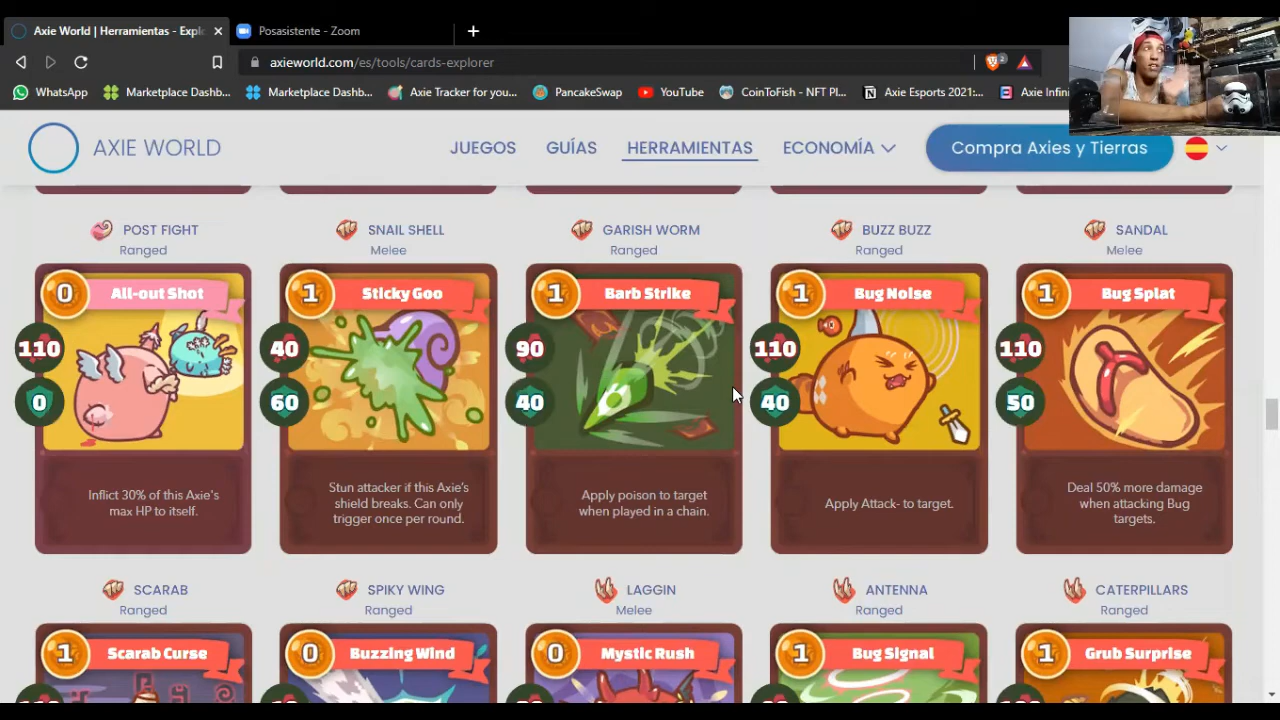 Axie World | Herramientas - Expl
Posasistente - Zoom
axieworld.com/es/tools/cards-explorer
2
WhatsApp
Marketplace Dashb...
Marketplace Dashb...
Axie Tracker for you...
PancakeSwap
YouTube
CoinToFish - NFT Pl...
Axie Esports 2021:...
Axie Infini
AXIE WORLD
JUEGOS
GUÍAS
HERRAMIENTAS
ECONOMÍA
Compra Axies y Tierras
POST FIGHT
Ranged
SNAIL SHELL
Melee
GARISH WORM
Ranged
BUZZ BUZZ
Ranged
SANDAL
Melee
0
All-out Shot
110
0
Inflict 30% of this Axie's
max HP to itself.
1
Sticky Goo
40
60
Stun attacker if this Axie's
shield breaks. Can only
trigger once per round.
1
Barb Strike
90
40
Apply poison to target
when played in a chain.
1
Bug Noise
110
40
Apply Attack- to target.
1
Bug Splat
110
50
Deal 50% more damage
when attacking Bug
targets.
SCARAB
Ranged
SPIKY WING
Ranged
LAGGIN
Melee
ANTENNA
Ranged
CATERPILLARS
Ranged
1
Scarab Curse
0
Buzzing Wind
0
Mystic Rush
1
Bug Signal
1
Grub Surprise